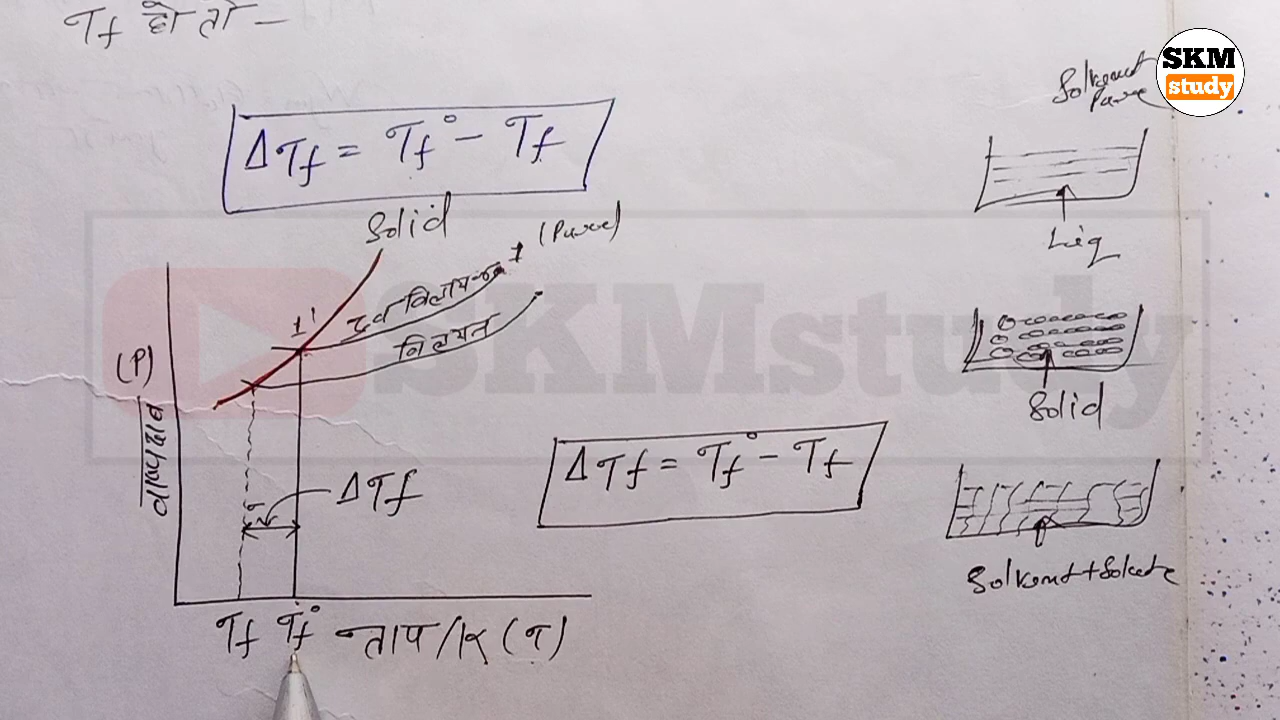 Tf हो तो –
SKM
study
Solvent
Pure
ΔTf = Tf° – Tf
Solid
(Pure)
द्रव विलायक
1'
विलयन
Liq
SKMstudy
(P)
वाष्पदाब
Solid
ΔTf = Tf° – Tf
ΔTf
Solvent + Solute
Tf Tf° ताप/K (T)